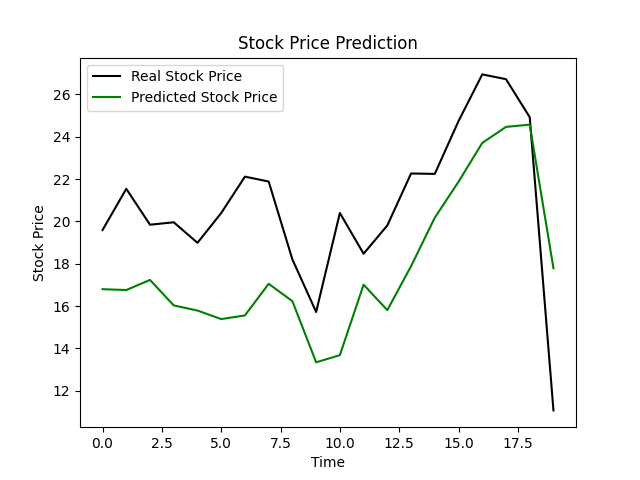 Stock Price Prediction
Real Stock Price
Predicted Stock Price
Stock Price
26
24
22
20
18
16
14
12
0.0 2.5 5.0 7.5 10.0 12.5 15.0 17.5
Time